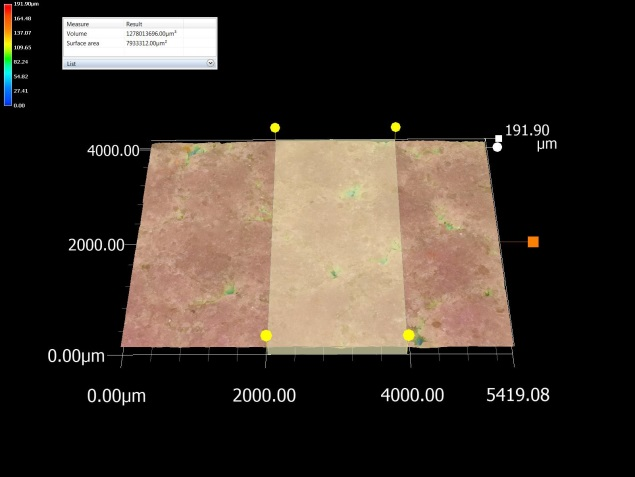 191.90µm
164.48
137.07
109.65
82.24
54.82
27.41
0.00
Measure Result
Volume 1278013696.00µm³
Surface area 7933312.00µm²
List
191.90
µm
4000.00
2000.00
0.00µm
0.00µm 2000.00 4000.00 5419.08